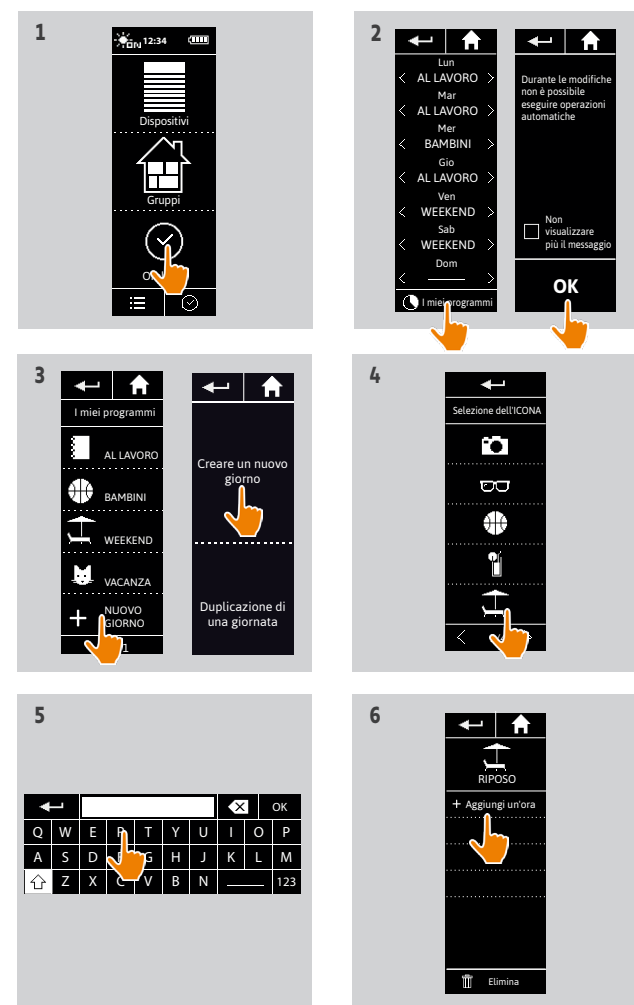 1
ON 12:34
Dispositivi
Gruppi
2
Lun
< AL LAVORO >
Mar
< AL LAVORO >
Mer
< BAMBINI >
Gio
< AL LAVORO >
Ven
< WEEKEND >
Sab
< WEEKEND >
Dom
< >
I miei programmi
Durante le modifiche
non è possibile
eseguire operazioni
automatiche
Non
visualizzare
più il messaggio
OK
3
I miei programmi
AL LAVORO
BAMBINI
WEEKEND
VACANZA
+ NUOVO
GIORNO
Creare un nuovo
giorno
Duplicazione di
una giornata
4
Selezione dell'ICONA
5
OK
Q W E R T Y U I O P
A S D F G H J K L M
Z X C V B N 123
6
RIPOSO
+ Aggiungi un'ora
Elimina